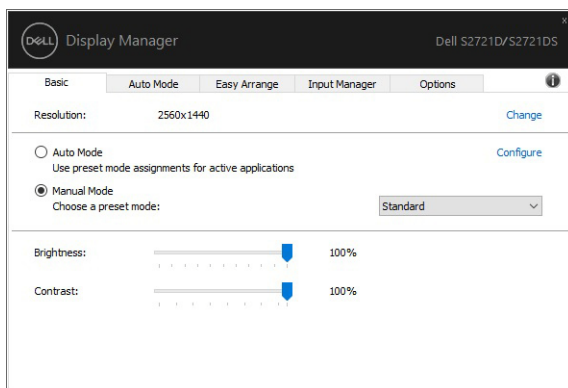 DELL Display Manager Dell S2721D/S2721DS
x
Basic Auto Mode Easy Arrange Input Manager Options i
Resolution: 2560x1440 Change
Auto Mode Configure
Use preset mode assignments for active applications
Manual Mode
Choose a preset mode: Standard
Brightness: 100%
Contrast: 100%